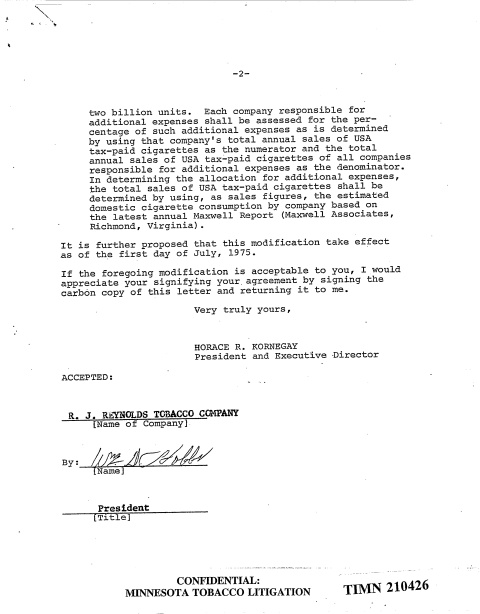 -2-
two billion units. Each company responsible for
additional expenses shall be assessed for the per-
centage of such additional expenses as is determined
by using that company's total annual sales of USA
tax-paid cigarettes as the numerator and the total
annual sales of USA tax-paid cigarettes of all companies
responsible for additional expenses as the denominator.
In determining the allocation for additional expenses,
the total sales of USA tax-paid cigarettes shall be
determined by using, as sales figures, the estimated
domestic cigarette consumption by company based on
the latest annual Maxwell Report (Maxwell Associates,
Richmond, Virginia).
It is further proposed that this modification take effect
as of the first day of July, 1975.
If the foregoing modification is acceptable to you, I would
appreciate your signifying your agreement by signing the
carbon copy of this letter and returning it to me.
Very truly yours,
HORACE R. KORNEGAY
President and Executive Director
ACCEPTED:
R. J. REYNOLDS TOBACCO COMPANY
[Name of Company]
By: Wm D Hobbs
[Name]
President
[Title]
CONFIDENTIAL:
MINNESOTA TOBACCO LITIGATION
TIMN 210426